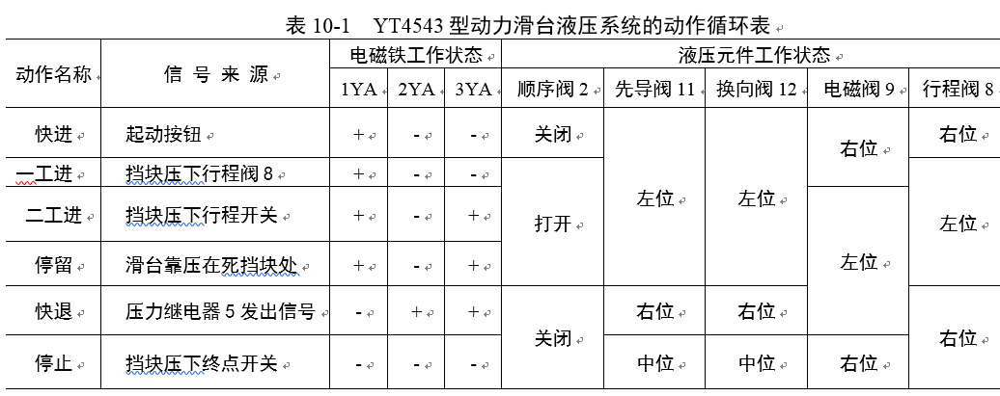 表 10-1 YT4543 型动力滑台液压系统的动作循环表
动作名称 信 号 来 源 电磁铁工作状态 液压元件工作状态
1YA 2YA 3YA 顺序阀 2 先导阀 11 换向阀 12 电磁阀 9 行程阀 8
快进 起动按钮 + - - 关闭 左位 左位 右位 右位
一工进 挡块压下行程阀 8 + - - 打开 左位
二工进 挡块压下行程开关 + - + 左位
停留 滑台靠压在死挡块处 + - +
快退 压力继电器 5 发出信号 - + + 关闭 右位 右位 右位
停止 挡块压下终点开关 - - - 中位 中位 右位